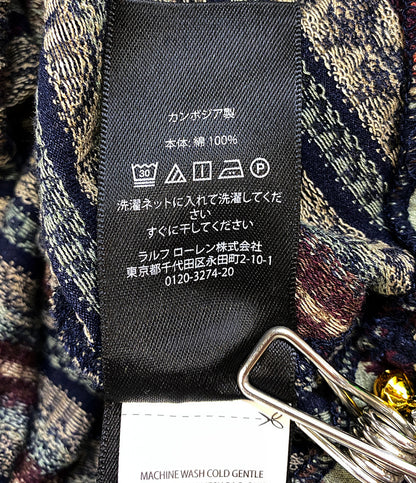 カンボジア製
本体: 綿 100%
30 P
洗濯ネットに入れて洗濯してくだ
さい
すぐに干してください
ラルフ ローレン株式会社
東京都千代田区永田町2-10-1
0120-3274-20
MACHINE WASH COLD GENTLE